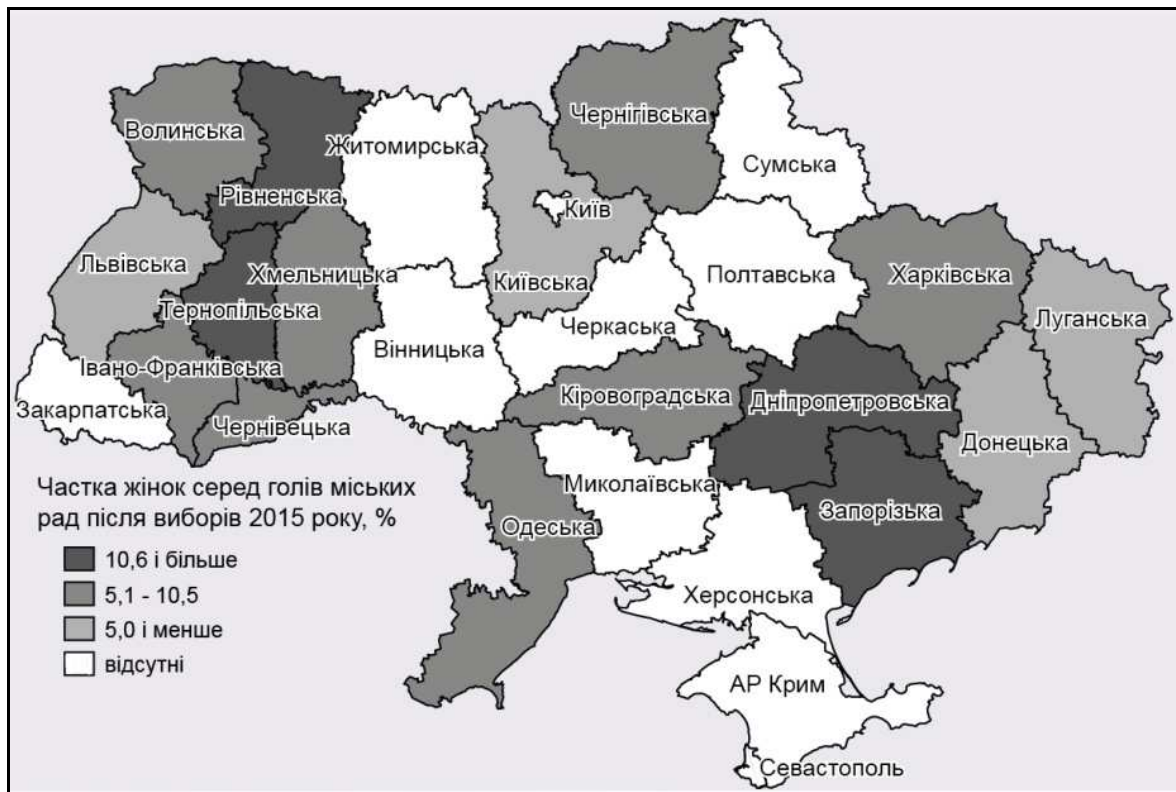 Чернігівська
Волинська
Житомирська
Сумська
Рівненська
Київ
Львівська
Хмельницька
Київська
Полтавська
Харківська
Тернопільська
Черкаська
Луганська
Вінницька
Івано-Франківська
Кіровоградська
Дніпропетровська
Закарпатська
Чернівецька
Донецька
Миколаївська
Запорізька
Одеська
Херсонська
АР Крим
Севастополь
Частка жінок серед голів міських
рад після виборів 2015 року, %
10,6 і більше
5,1 - 10,5
5,0 і менше
відсутні